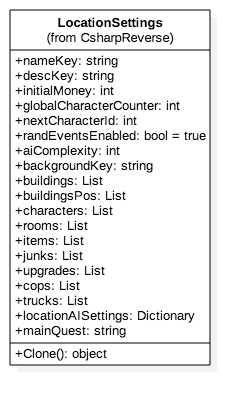 LocationSettings
(from CsharpReverse)
+nameKey: string
+descKey: string
+initialMoney: int
+globalCharacterCounter: int
+nextCharacterId: int
+randEventsEnabled: bool = true
+aiComplexity: int
+backgroundKey: string
+buildings: List
+buildingsPos: List
+characters: List
+rooms: List
+items: List
+junks: List
+upgrades: List
+cops: List
+trucks: List
+locationAISettings: Dictionary
+mainQuest: string
+Clone(): object